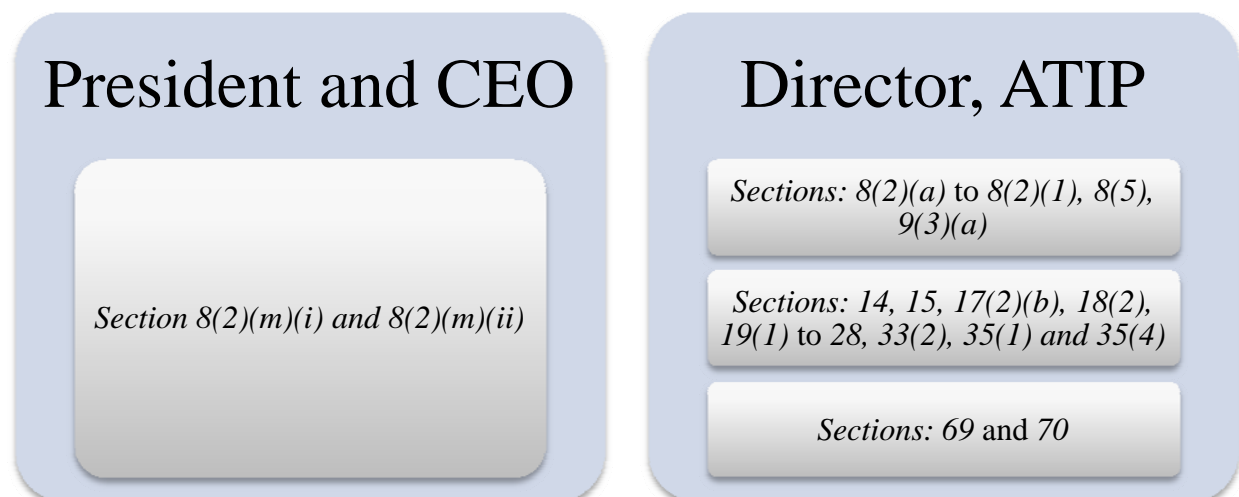 President and CEO
Section 8(2)(m)(i) and 8(2)(m)(ii)
Director, ATIP
Sections: 8(2)(a) to 8(2)(1), 8(5),
9(3)(a)
Sections: 14, 15, 17(2)(b), 18(2),
19(1) to 28, 33(2), 35(1) and 35(4)
Sections: 69 and 70